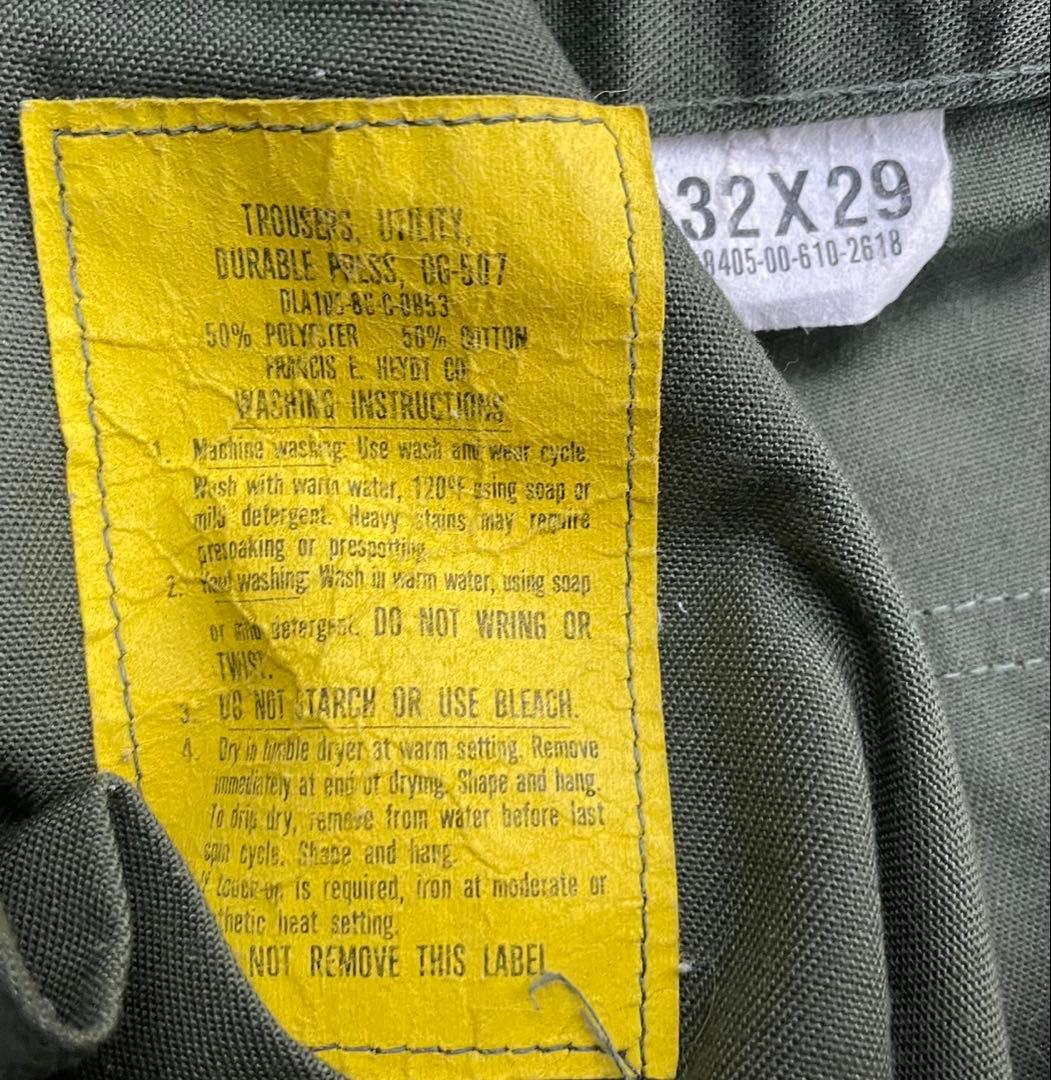 TROUSERS, UTILITY,
DURABLE PRESS, OG-507
50% POLYESTER 50% COTTON
FRANCIS E. HEYDT CO
WASHING INSTRUCTIONS
1. Machine washing: Use wash and wear cycle.
Wash with warm water, 120°F using soap or
mild detergent. Heavy stains may require
presoaking or prespotting.
2. Hand washing: Wash in warm water, using soap
or mild detergent. DO NOT WRING OR
TWIST.
3. DO NOT STARCH OR USE BLEACH.
4. Dry in tumble dryer at warm setting. Remove
immediately at end of drying. Shape and hang.
To drip dry, remove from water before last
spin cycle. Shape and hang.
If touch-up is required, iron at moderate or
thetic heat setting.
NOT REMOVE THIS LABEL
32X29
8405-00-610-2618